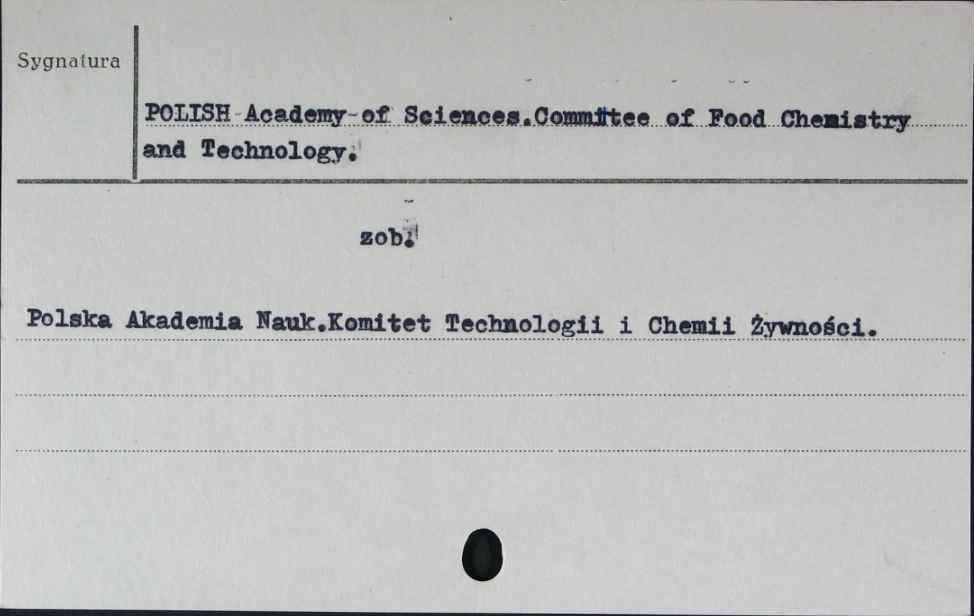 Sygnatura
POLISH Academy of Sciences.Committee of Food Chemistry
and Technology.
zob.
Polska Akademia Nauk.Komitet Technologii i Chemii Żywności.